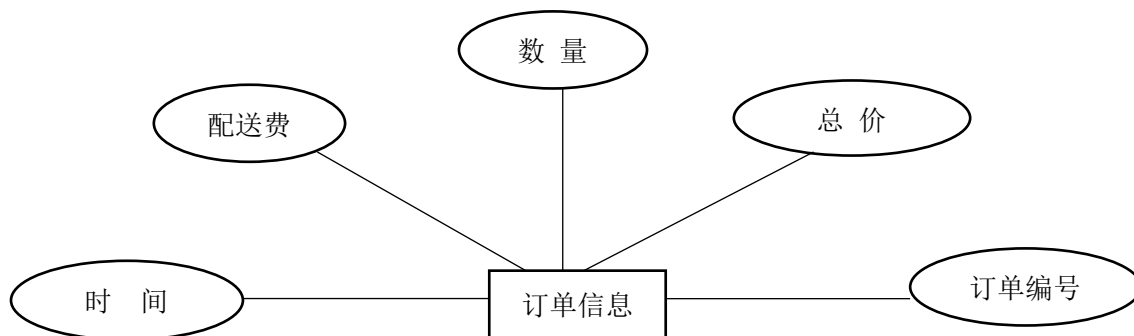 数 量
配送费
总 价
时 间
订单信息
订单编号